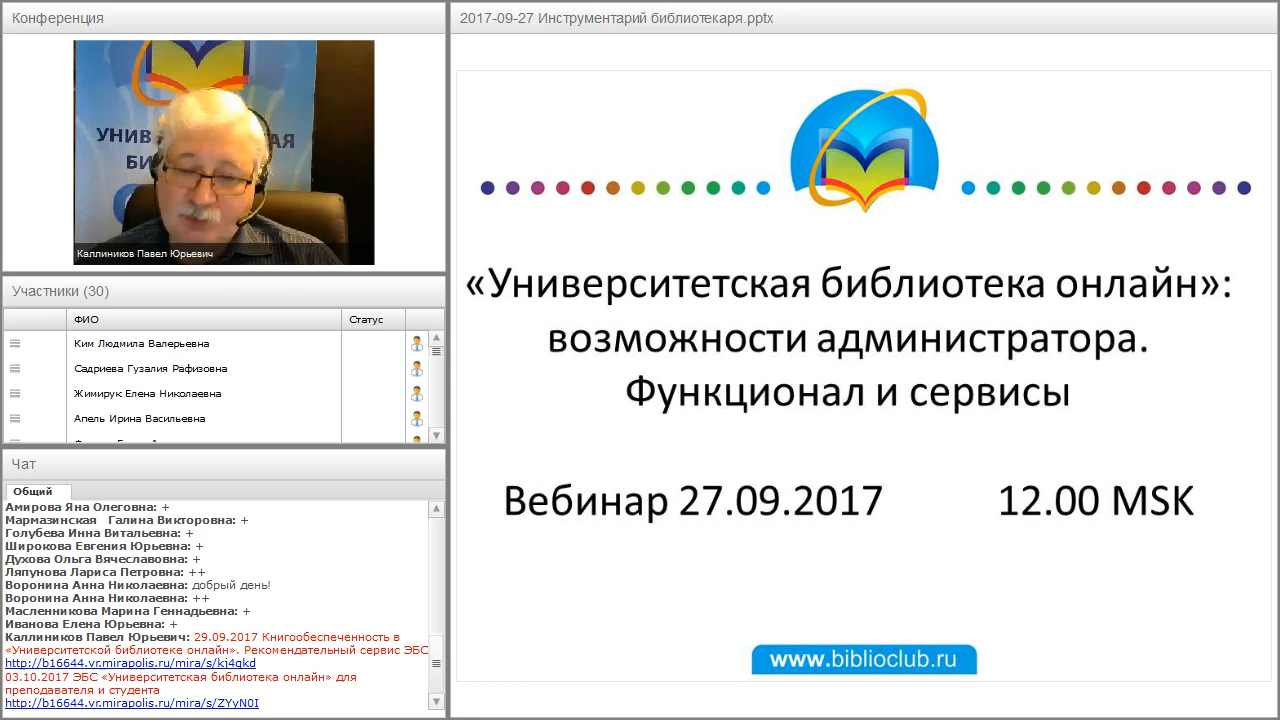 Конференция
УНИВ
АЯ
БИ
Каллиников Павел Юрьевич
Участники (30)
ФИО
Статус
Ким Людмила Валерьевна
Садриева Гузалия Рафизовна
Жимирук Елена Николаевна
Апель Ирина Васильевна
Чат
Общий
Амирова Яна Олеговна: +
Мармазинская Галина Викторовна: +
Голубева Инна Витальевна: +
Широкова Евгения Юрьевна: +
Духова Ольга Вячеславовна: +
Ляпунова Лариса Петровна: ++
Воронина Анна Николаевна: добрый день!
Воронина Анна Николаевна: ++
Масленникова Марина Геннадьевна: +
Иванова Елена Юрьевна: +
Каллиников Павел Юрьевич: 29.09.2017 Книгообеспеченность в
«Университетской библиотеке онлайн». Рекомендательный сервис ЭБС
http://b16644.vr.mirapolis.ru/mira/s/kj4qkd
03.10.2017 ЭБС «Университетская библиотека онлайн» для
преподавателя и студента
http://b16644.vr.mirapolis.ru/mira/s/ZYyN0I
2017-09-27 Инструментарий библиотекаря.pptx
«Университетская библиотека онлайн»:
возможности администратора.
Функционал и сервисы
Вебинар 27.09.2017 12.00 MSK
www.biblioclub.ru